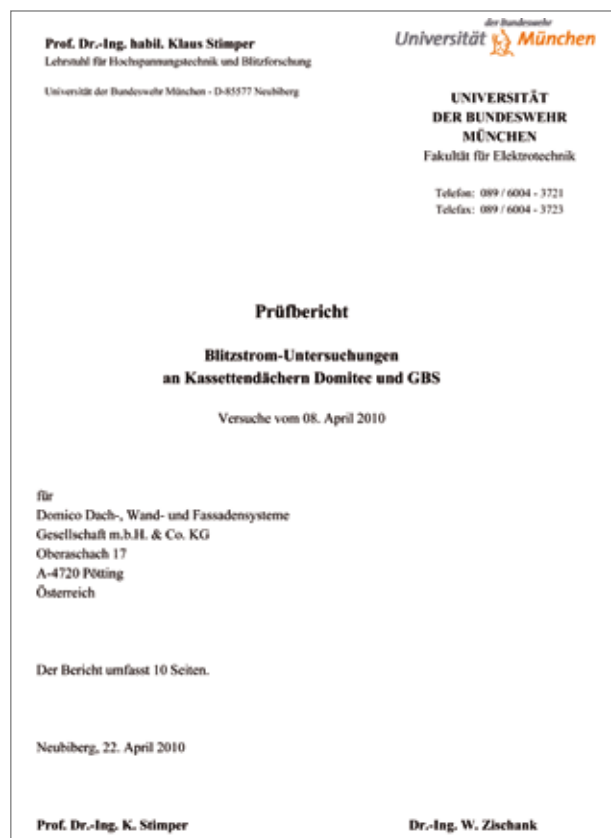 Prof. Dr.-Ing. habil. Klaus Stimper
Lehrstuhl für Hochspannungstechnik und Blitzforschung
Universität der Bundeswehr München - D-85577 Neubiberg
der Bundeswehr
Universität München
UNIVERSITÄT
DER BUNDESWEHR
MÜNCHEN
Fakultät für Elektrotechnik
Telefon: 089 / 6004 - 3721
Telefax: 089 / 6004 - 3723
Prüfbericht
Blitzstrom-Untersuchungen
an Kassettendächern Domitec und GBS
Versuche vom 08. April 2010
für
Domico Dach-, Wand- und Fassadensysteme
Gesellschaft m.b.H. & Co. KG
Oberaschach 17
A-4720 Pötting
Österreich
Der Bericht umfasst 10 Seiten.
Neubiberg, 22. April 2010
Prof. Dr.-Ing. K. Stimper
Dr.-Ing. W. Zischank